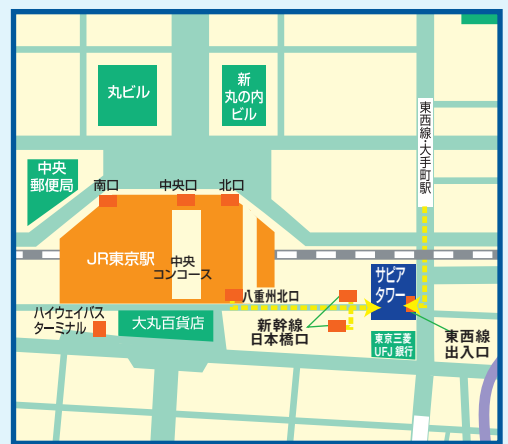 丸ビル
新
丸の内
ビル
東西線・大手町駅
中央
郵便局
南口
中央口
北口
JR東京駅
中央
コンコース
サピア
タワー
八重州北口
ハイウェイバス
ターミナル
大丸百貨店
新幹線
日本橋口
東京三菱
UFJ銀行
東西線
出入口